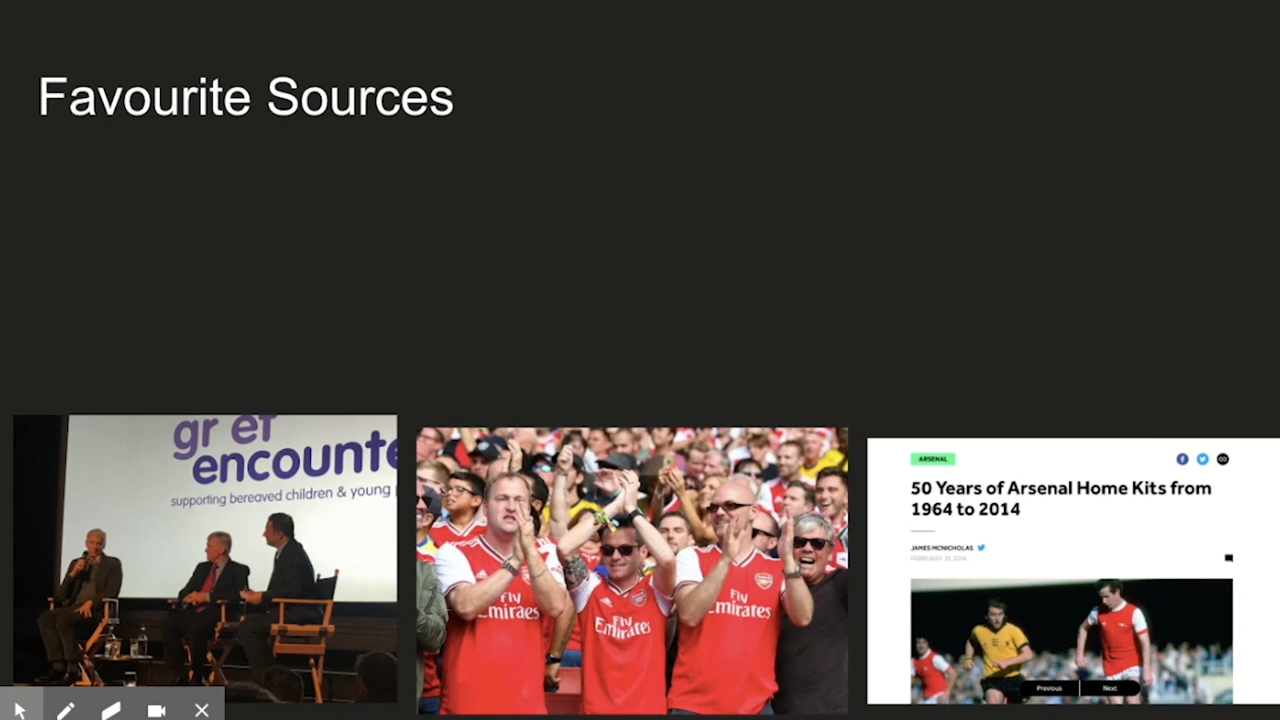 Favourite Sources
gr ef
encounte
supporting bereaved children & young
Fly
Emiraes
Fly
Emirates
Fly
Emirates
ARSENAL
50 Years of Arsenal Home Kits from
1964 to 2014
JAMES MCNICHOLAS
Previous
Next